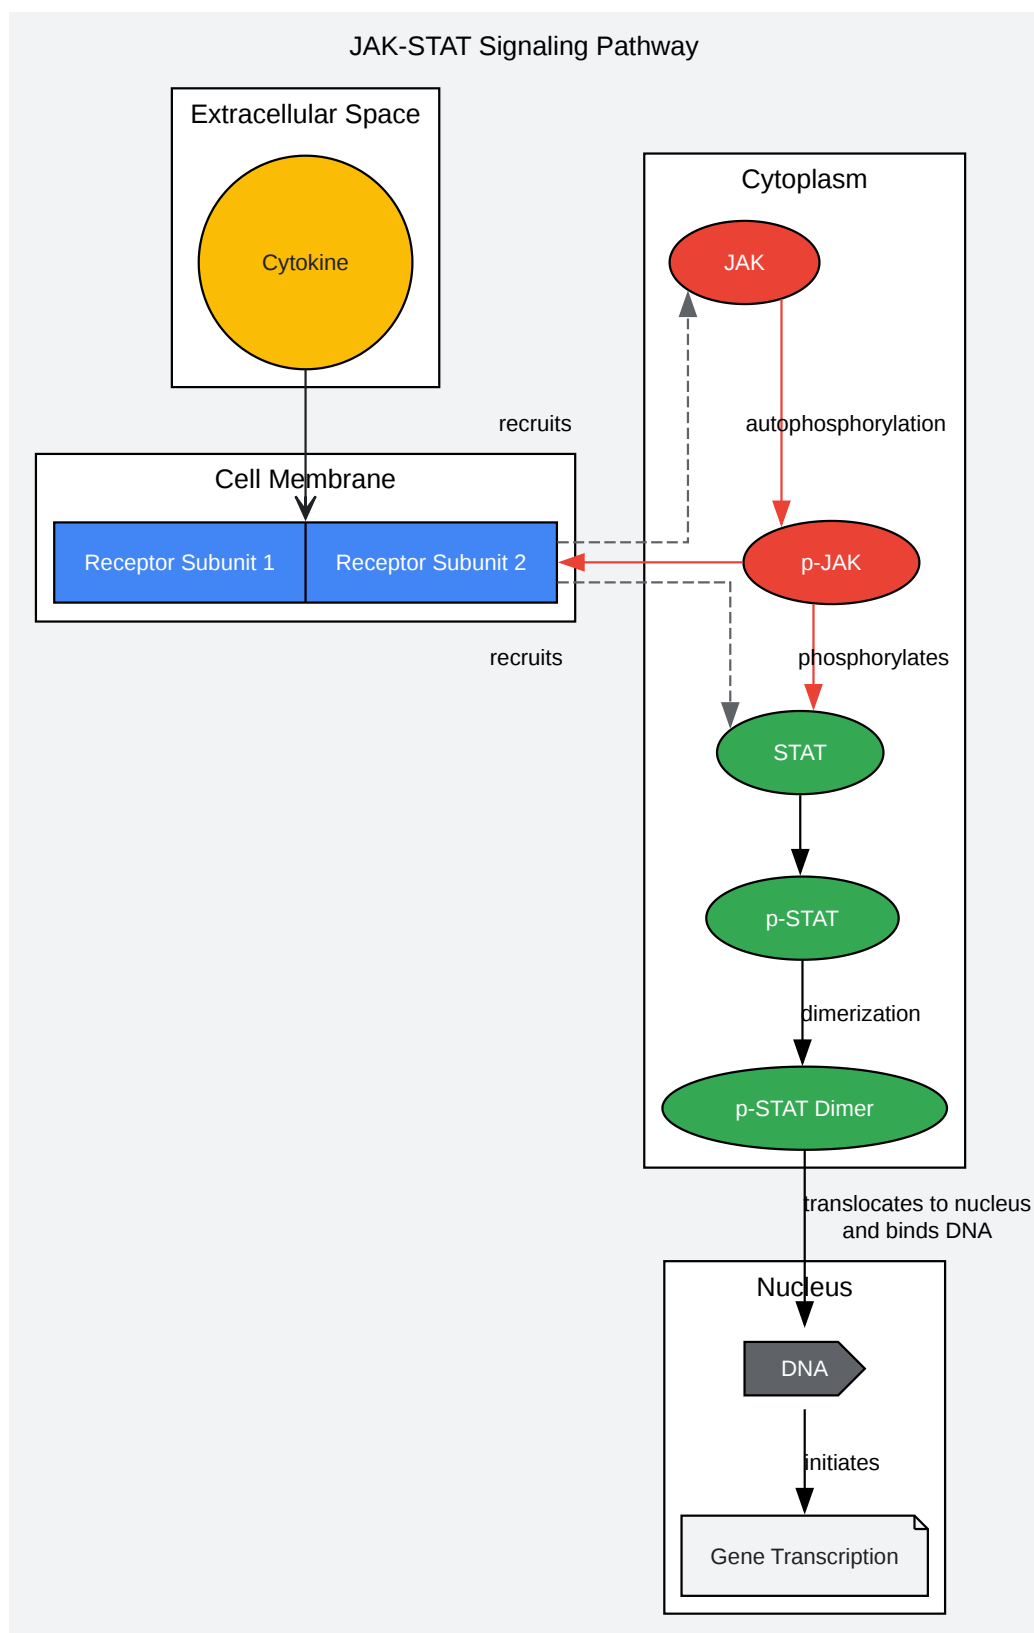 JAK-STAT Signaling Pathway
Extracellular Space
Cytokine
Cytoplasm
JAK
recruits
autophosphorylation
Cell Membrane
Receptor Subunit 1
Receptor Subunit 2
p-JAK
recruits
phosphorylates
STAT
p-STAT
dimerization
p-STAT Dimer
translocates to nucleus
and binds DNA
Nucleus
DNA
initiates
Gene Transcription